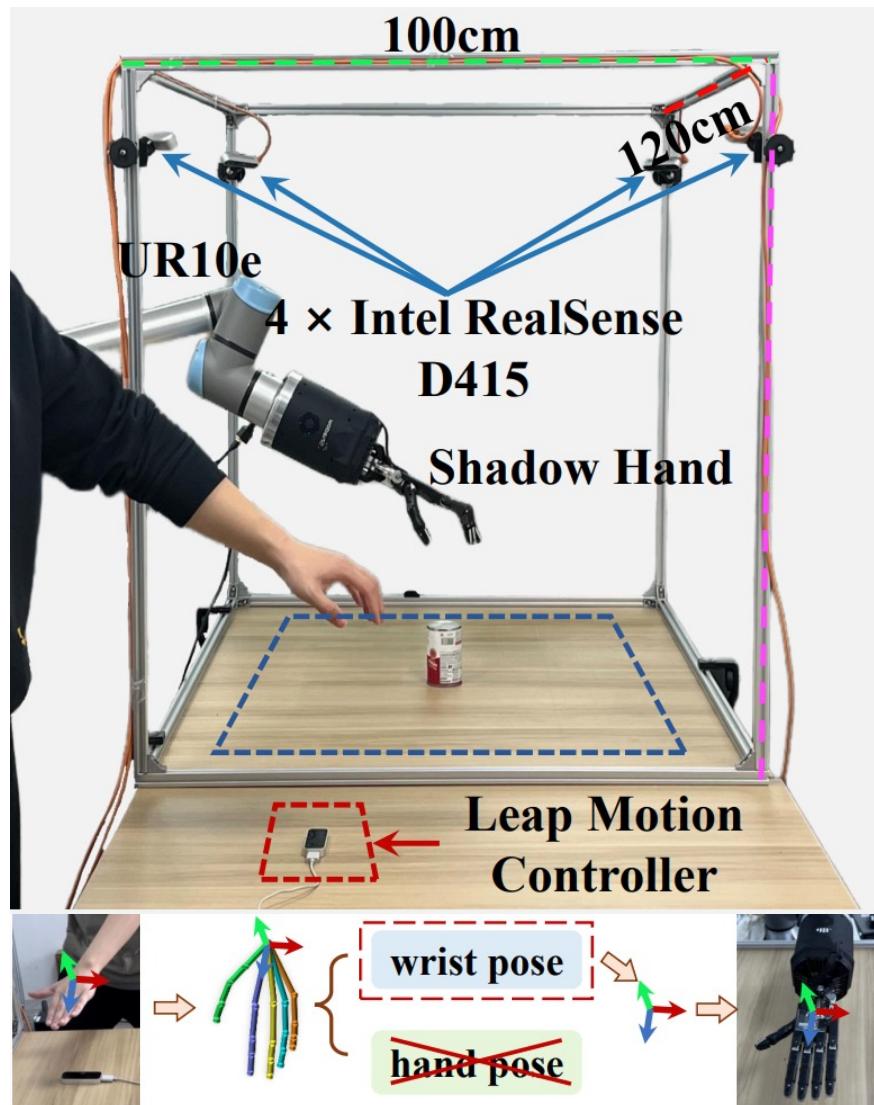 100cm
120cm
UR10e
4 × Intel RealSense
D415
Shadow Hand
Leap Motion
Controller
wrist pose
hand pose